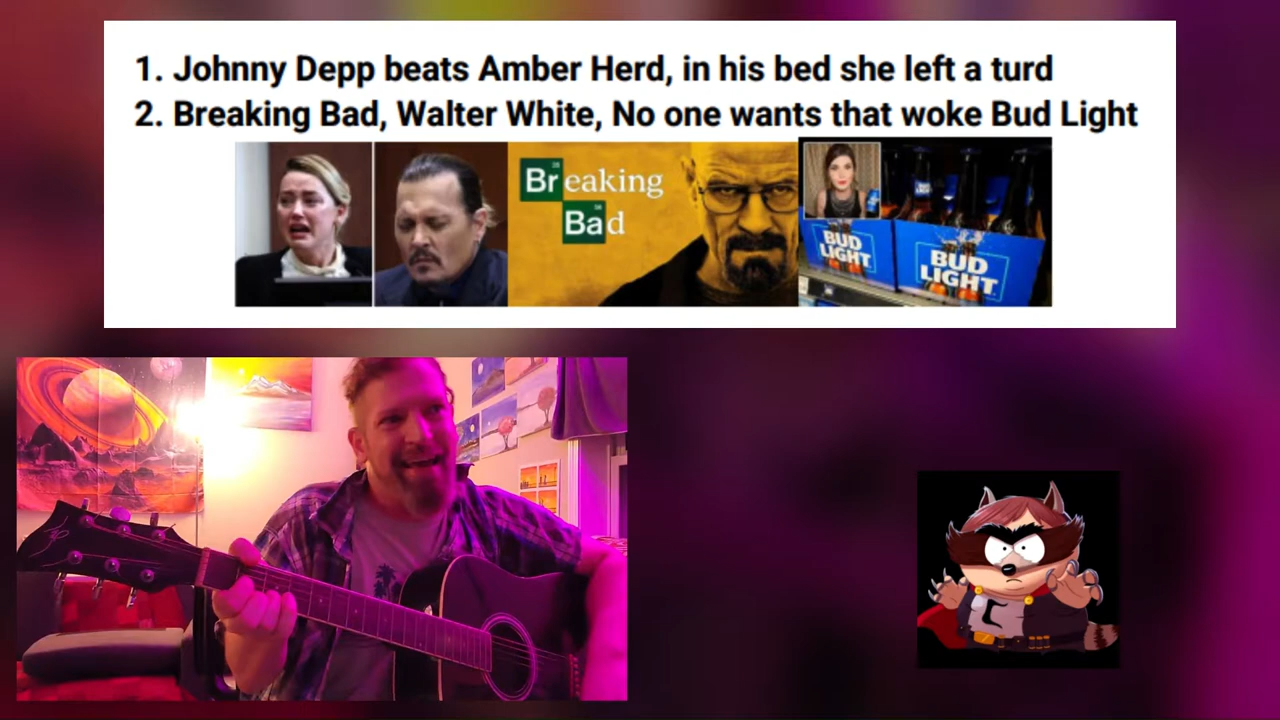 1. Johnny Depp beats Amber Herd, in his bed she left a turd
2. Breaking Bad, Walter White, No one wants that woke Bud Light
Breaking
Bad
BUD
LIGHT
BUD
LIGHT